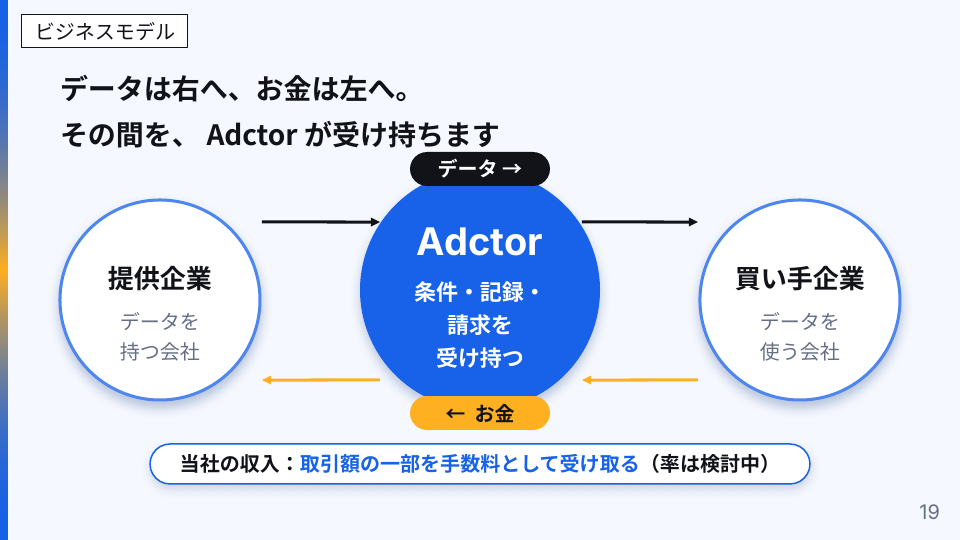 ビジネスモデル
データは右へ、お金は左へ。
その間を、 Adctor が受け持ちます
データ →
提供企業
データを
持つ会社
Adctor
条件・記録・
請求を
受け持つ
買い手企業
データを
使う会社
← お金
当社の収入：取引額の一部を手数料として受け取る（率は検討中）
19